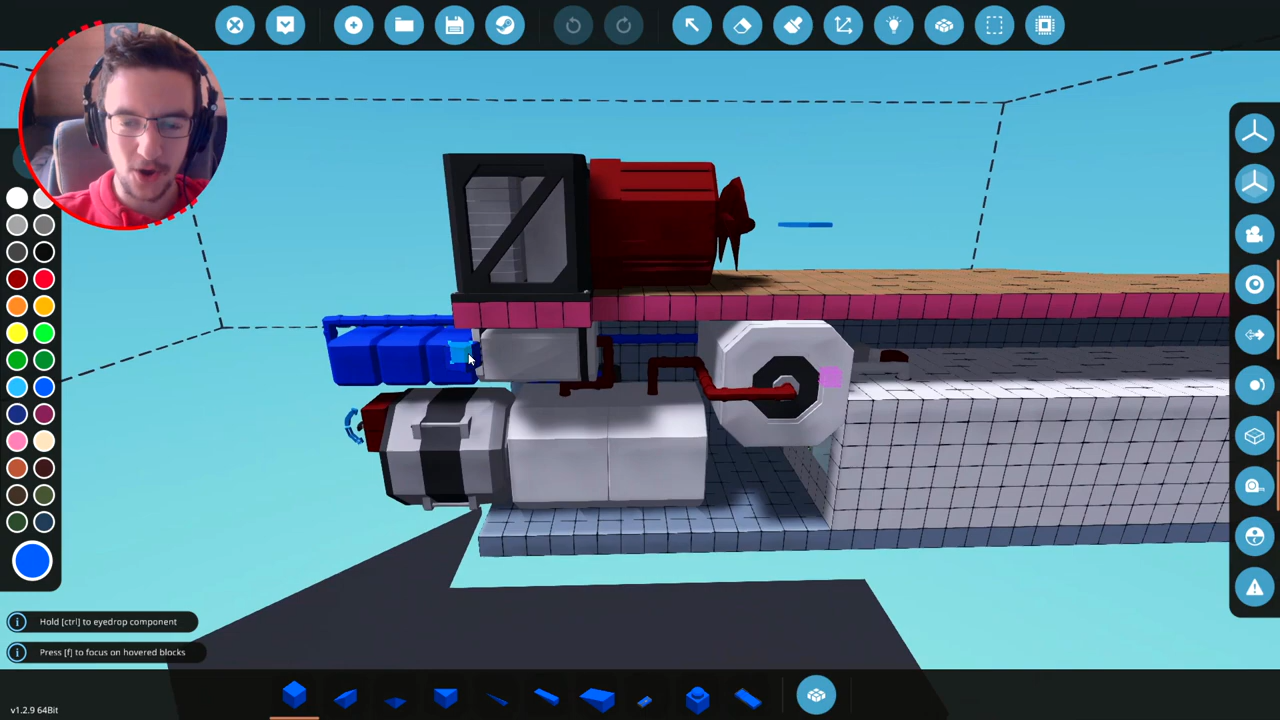 Hold [ctrl] to eyedrop component
Press [f] to focus on hovered blocks
v1.2.9 64Bit